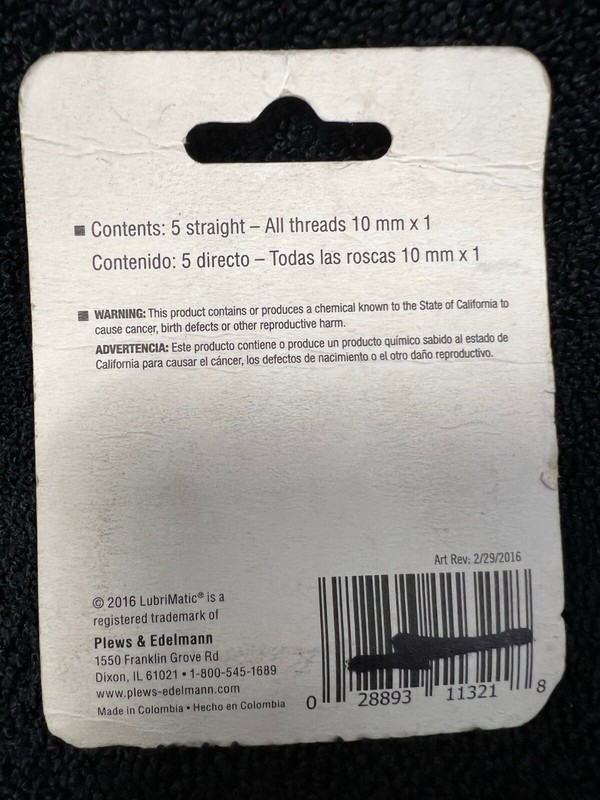 Contents: 5 straight – All threads 10 mm x 1
Contenido: 5 directo – Todas las roscas 10 mm x 1
WARNING: This product contains or produces a chemical known to the State of California to
cause cancer, birth defects or other reproductive harm.
ADVERTENCIA: Este producto contiene o produce un producto químico sabido al estado de
California para causar el cáncer, los defectos de nacimiento o el otro daño reproductivo.
Art Rev: 2/29/2016
© 2016 LubriMatic® is a
registered trademark of
Plews & Edelmann
1550 Franklin Grove Rd
Dixon, IL 61021 • 1-800-545-1689
www.plews-edelmann.com
Made in Colombia • Hecho en Colombia
0 28893 11321 8